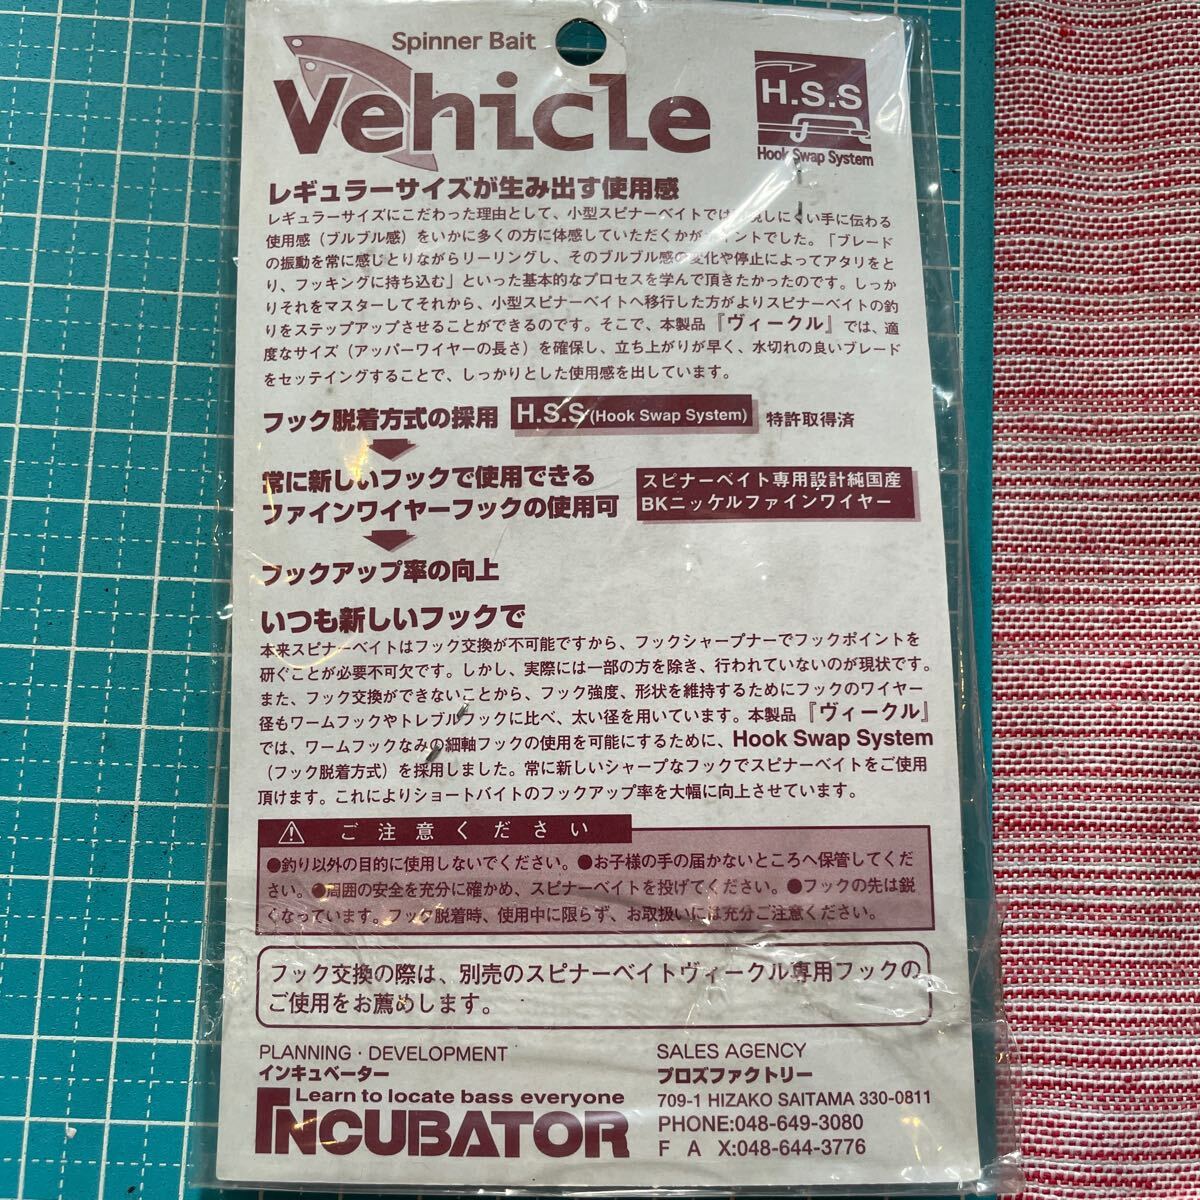 Spinner Bait
Vehicle
H.S.S
Hook Swap System
レギュラーサイズが生み出す使用感
レギュラーサイズにこだわった理由として、小型スピナーベイトでは しにくい手に伝わる
使用感（ブルブル感）をいかに多くの方に体感していただくかがポイントでした。「ブレード
の振動を常に感じとりながらリーリングし、そのブルブル感の変化や停止によってアタリをと
り、フッキングに持ち込む」といった基本的なプロセスを学んで頂きたかったのです。しっか
りそれをマスターしてそれから、小型スピナーベイトへ移行した方がよりスピナーベイトの釣
りをステップアップさせることができるのです。そこで、本製品『ヴィークル』では、適
度なサイズ（アッパーワイヤーの長さ）を確保し、立ち上がりが早く、水切れの良いブレード
をセッテイングすることで、しっかりとした使用感を出しています。
フック脱着方式の採用 H.S.S(Hook Swap System) 特許取得済
常に新しいフックで使用できる
ファインワイヤーフックの使用可
スピナーベイト専用設計純国産
BKニッケルファインワイヤー
フックアップ率の向上
いつも新しいフックで
本来スピナーベイトはフック交換が不可能ですから、フックシャープナーでフックポイントを
研ぐことが必要不可欠です。しかし、実際には一部の方を除き、行われていないのが現状です。
また、フック交換ができないことから、フック強度、形状を維持するためにフックのワイヤー
径もワームフックやトレブルフックに比べ、太い径を用いています。本製品『ヴィークル』
では、ワームフックなみの細軸フックの使用を可能にするために、Hook Swap System
（フック脱着方式）を採用しました。常に新しいシャープなフックでスピナーベイトをご使用
頂けます。これによりショートバイトのフックアップ率を大幅に向上させています。
⚠ ご注意ください
●釣り以外の目的に使用しないでください。●お子様の手の届かないところへ保管してくだ
さい。●周囲の安全を充分に確かめ、スピナーベイトを投げてください。●フックの先は鋭
くなっています。フック脱着時、使用中に限らず、お取扱いには充分ご注意ください。
フック交換の際は、別売のスピナーベイトヴィークル専用フックの
ご使用をお薦めします。
PLANNING・DEVELOPMENT
インキュベーター
Learn to locate bass everyone
INCUBATOR
SALES AGENCY
プロズファクトリー
709-1 HIZAKO SAITAMA 330-0811
PHONE:048-649-3080
F A X:048-644-3776